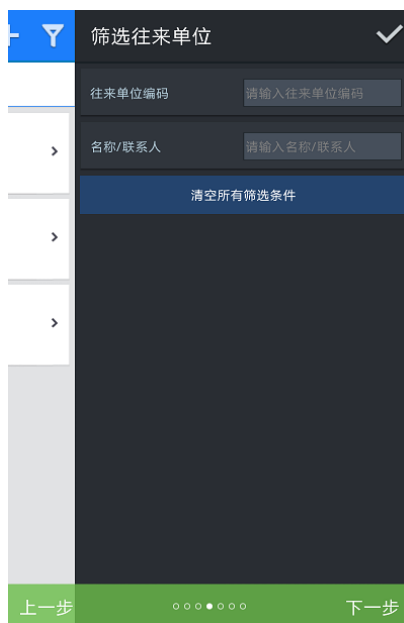 筛选往来单位
往来单位编码
请输入往来单位编码
名称/联系人
请输入名称/联系人
清空所有筛选条件
上一步
下一步